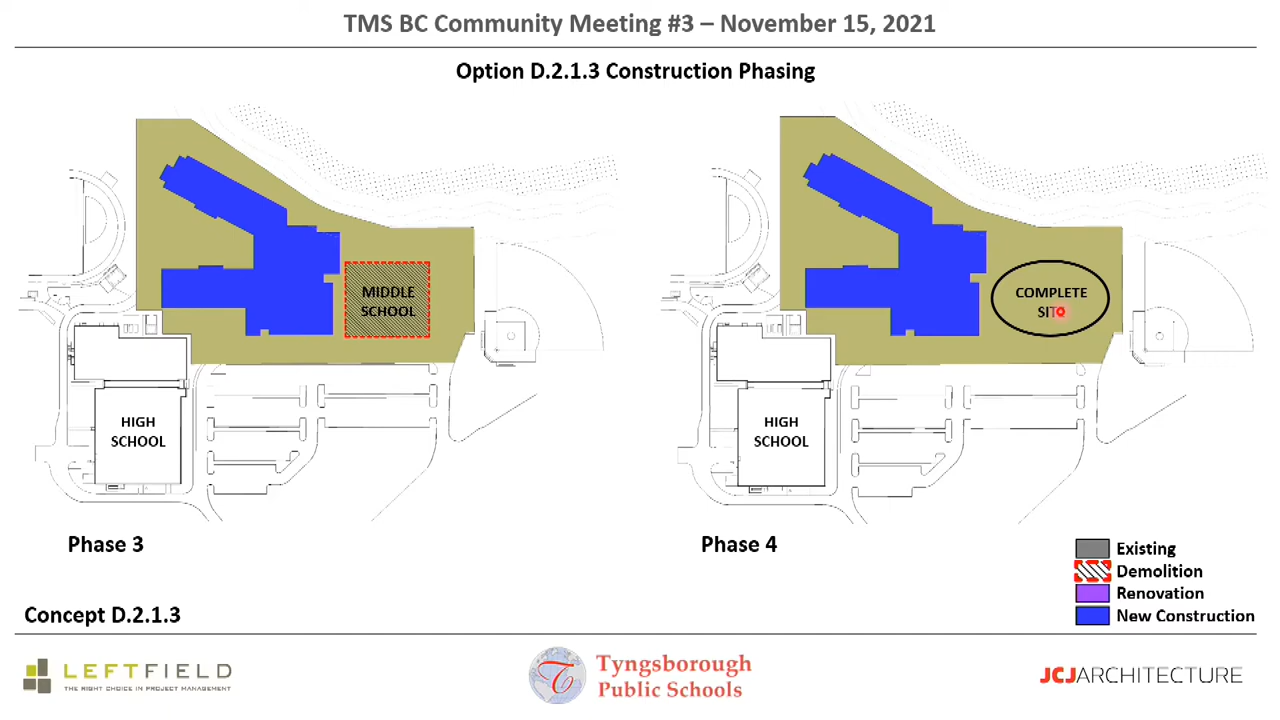 TMS BC Community Meeting #3 – November 15, 2021
Option D.2.1.3 Construction Phasing
MIDDLE
SCHOOL
HIGH
SCHOOL
Phase 3
COMPLETE
SITE
HIGH
SCHOOL
Phase 4
Existing
Demolition
Renovation
New Construction
Concept D.2.1.3
LEFTFIELD
THE RIGHT CHOICE IN PROJECT MANAGEMENT
T
Tyngsborough
Public Schools
JCJARCHITECTURE